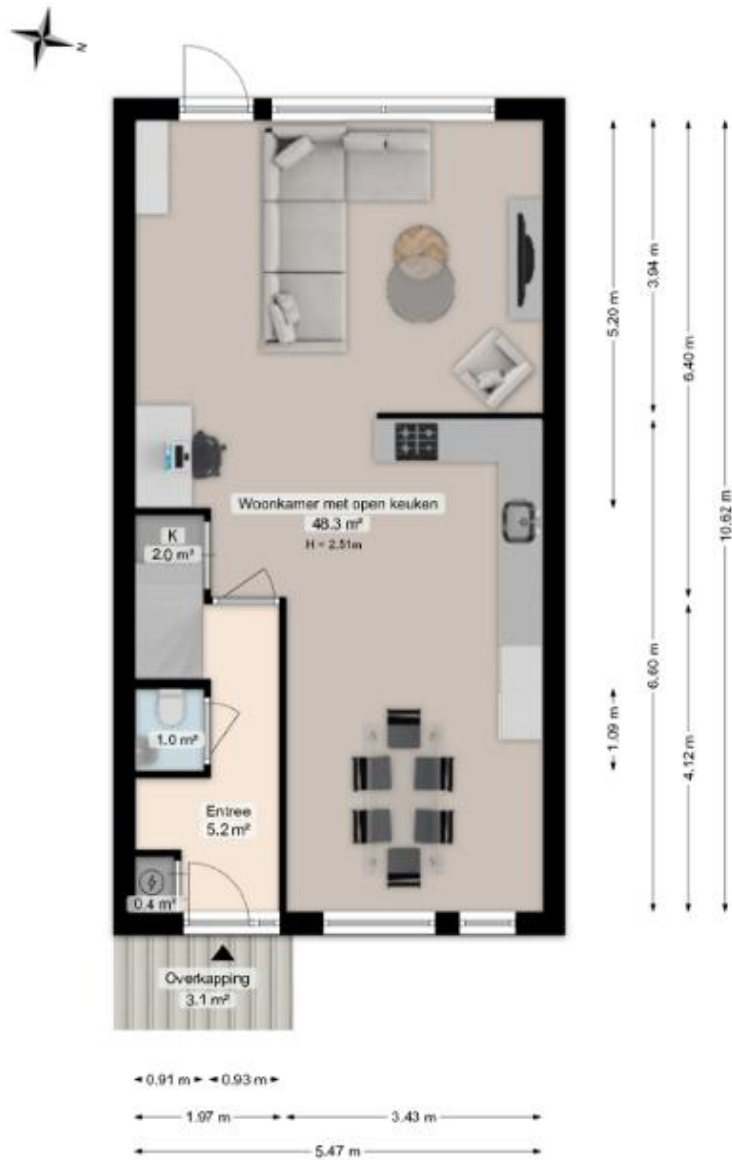 N
5.20 m
3.94 m
6.40 m
10.62 m
Woonkamer met open keuken
48.3 m²
H = 2.51m
K
2.0 m²
6.60 m
1.09 m
4.12 m
1.0 m²
Entree
5.2 m²
0.4 m²
Overkapping
3.1 m²
0.91 m 0.93 m
1.97 m 3.43 m
5.47 m